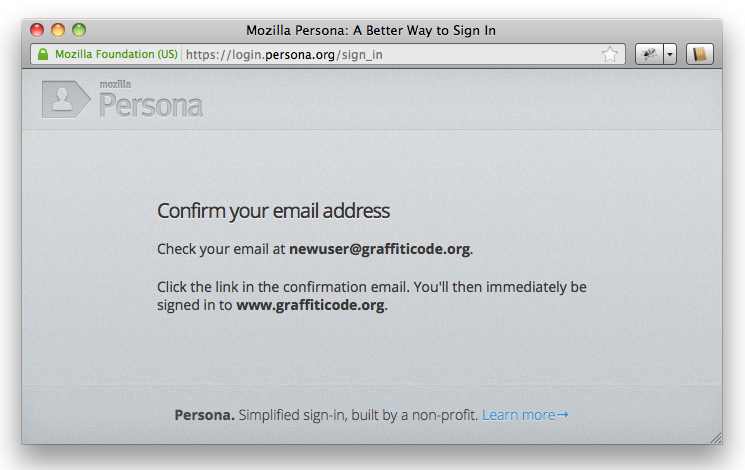 Mozilla Persona: A Better Way to Sign In
Mozilla Foundation (US) https://login.persona.org/sign_in
mozilla
Persona
Confirm your email address
Check your email at newuser@graffiticode.org.
Click the link in the confirmation email. You'll then immediately be
signed in to www.graffiticode.org.
Persona. Simplified sign-in, built by a non-profit. Learn more→